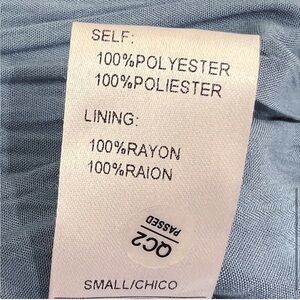 SELF:
100%POLYESTER
100%POLIESTER
LINING:
100%RAYON
100%RAION
QC2
PASSED
SMALL/CHICO